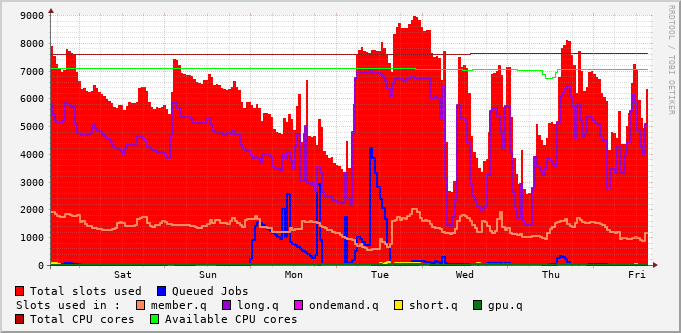 9000
8000
7000
6000
5000
4000
3000
2000
1000
0
Sat Sun Mon Tue Wed Thu Fri
Total slots used Queued Jobs
Slots used in : member.q long.q ondemand.q short.q gpu.q
Total CPU cores Available CPU cores
RRDTOOL / TOBI OETIKER